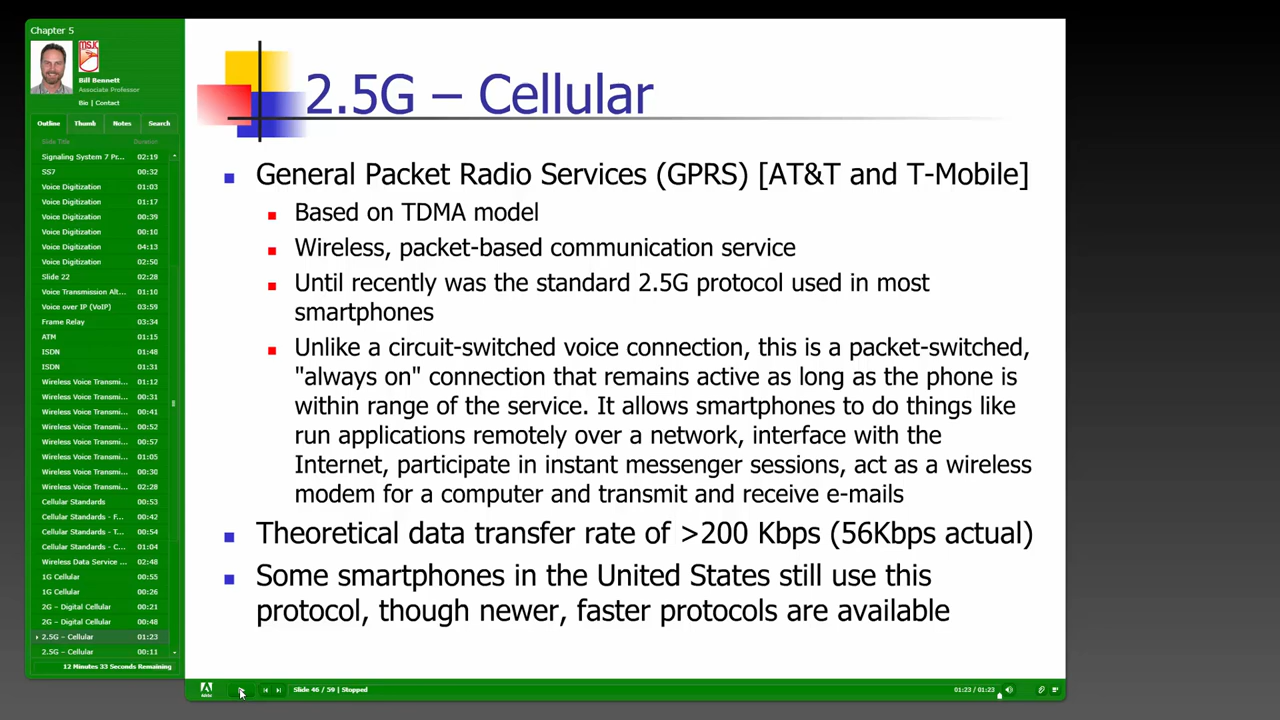 Chapter 5
MSK
Bill Bennett
Associate Professor
Bio | Contact
Outline Thumb Notes Search
Slide Title Duration
Signaling System 7 Pr... 02:19
SS7 00:32
Voice Digitization 01:03
Voice Digitization 01:17
Voice Digitization 00:39
Voice Digitization 00:10
Voice Digitization 04:13
Voice Digitization 02:50
Slide 22 02:28
Voice Transmission Alt... 01:10
Voice over IP (VoIP) 03:59
Frame Relay 03:34
ATM 01:15
ISDN 01:48
ISDN 01:31
Wireless Voice Transmi... 01:12
Wireless Voice Transmi... 00:31
Wireless Voice Transmi... 00:41
Wireless Voice Transmi... 00:52
Wireless Voice Transmi... 00:57
Wireless Voice Transmi... 01:05
Wireless Voice Transmi... 00:30
Wireless Voice Transmi... 02:28
Cellular Standards 00:53
Cellular Standards - F... 00:42
Cellular Standards - T... 00:54
Cellular Standards - C... 01:04
Wireless Data Service ... 02:48
1G Cellular 00:55
1G Cellular 00:26
2G – Digital Cellular 00:21
2G – Digital Cellular 00:48
2.5G – Cellular 01:23
2.5G – Cellular 00:11
12 Minutes 33 Seconds Remaining
2.5G – Cellular
General Packet Radio Services (GPRS) [AT&T and T-Mobile]
Based on TDMA model
Wireless, packet-based communication service
Until recently was the standard 2.5G protocol used in most
smartphones
Unlike a circuit-switched voice connection, this is a packet-switched,
"always on" connection that remains active as long as the phone is
within range of the service. It allows smartphones to do things like
run applications remotely over a network, interface with the
Internet, participate in instant messenger sessions, act as a wireless
modem for a computer and transmit and receive e-mails
Theoretical data transfer rate of >200 Kbps (56Kbps actual)
Some smartphones in the United States still use this
protocol, though newer, faster protocols are available
Slide 46 / 59 | Stopped 01:23 / 01:23